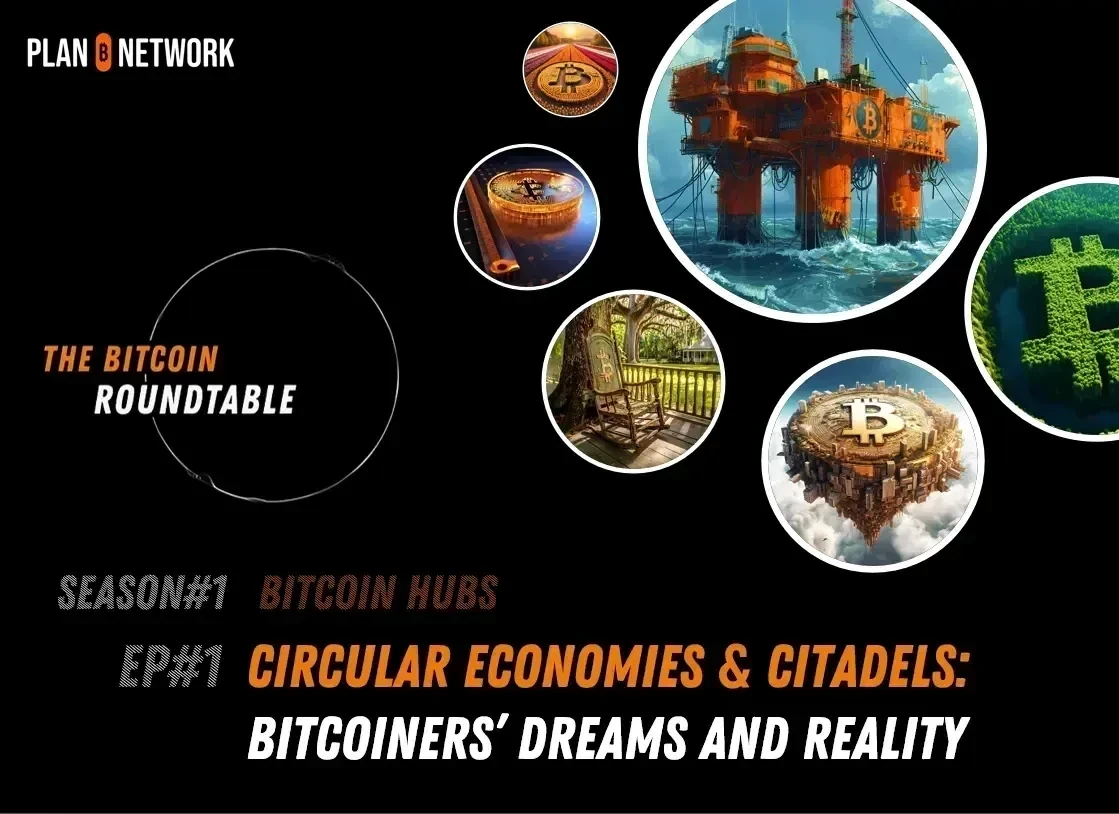 PLAN B NETWORK
THE BITCOIN
ROUNDTABLE
SEASON#1 BITCOIN HUBS
EP#1 CIRCULAR ECONOMIES & CITADELS:
BITCOINERS’ DREAMS AND REALITY